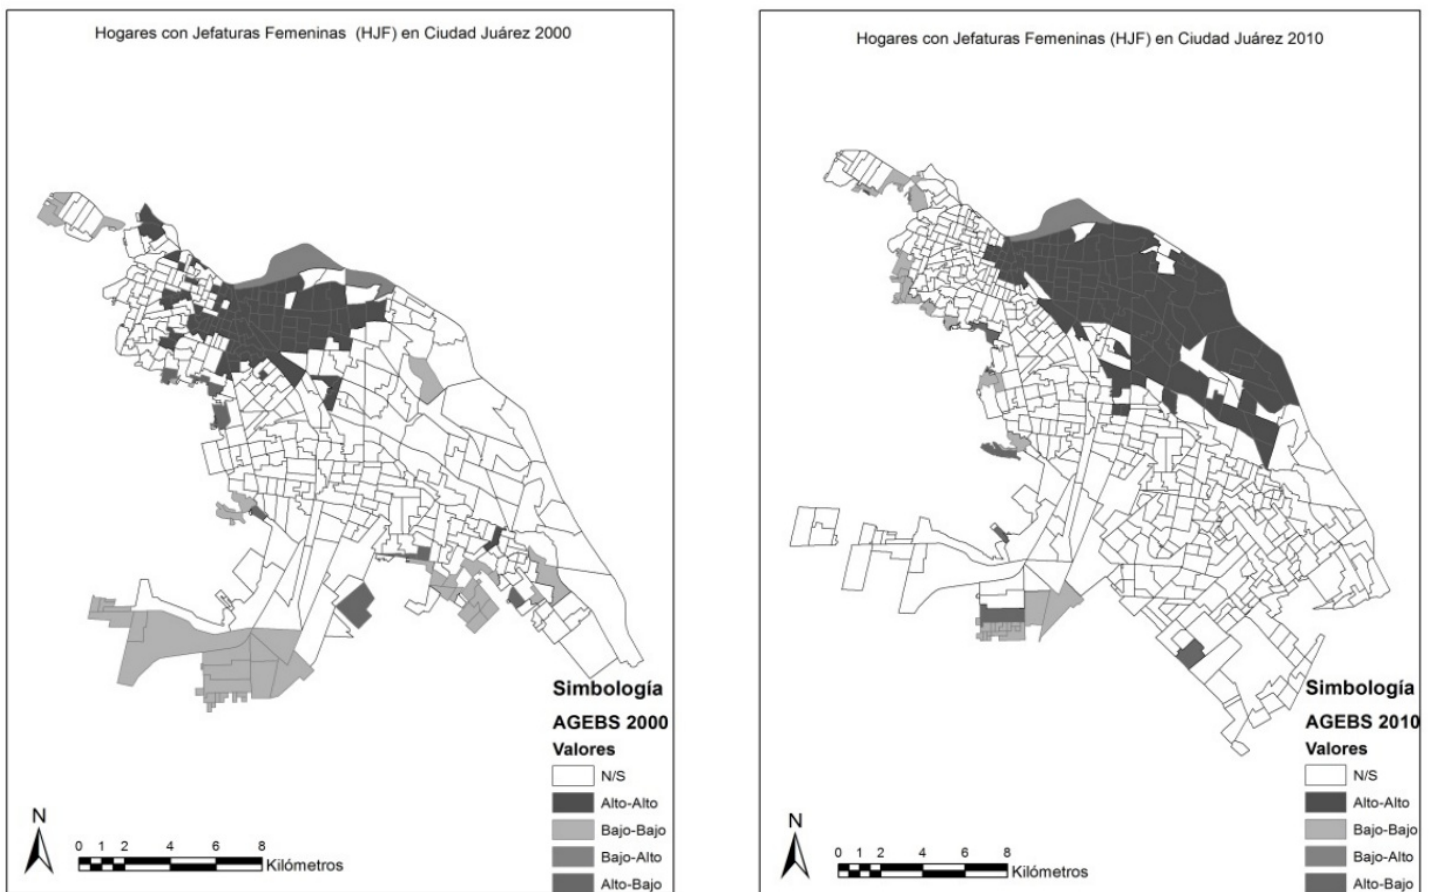 Hogares con Jefaturas Femeninas (HJF) en Ciudad Juárez 2000
Simbología
AGEBS 2000
Valores
N/S
Alto-Alto
Bajo-Bajo
Bajo-Alto
Alto-Bajo
N
0 1 2 4 6 8
Kilómetros
Hogares con Jefaturas Femeninas (HJF) en Ciudad Juárez 2010
Simbología
AGEBS 2010
Valores
N/S
Alto-Alto
Bajo-Bajo
Bajo-Alto
Alto-Bajo
N
0 1 2 4 6 8
Kilómetros